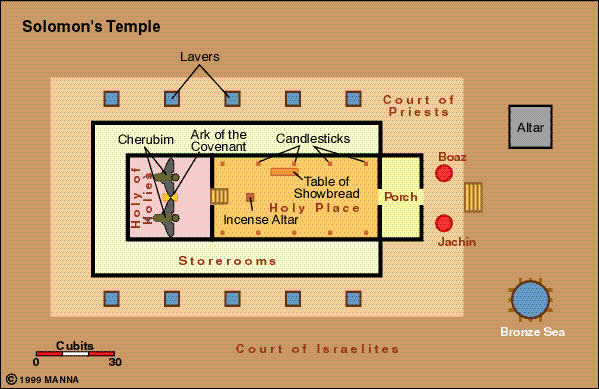 Solomon's Temple
Lavers
Court of
Priests
Altar
Cherubim
Ark of the
Covenant
Candlesticks
Boaz
Holy of
Holies
Table of
Showbread
Porch
Holy Place
Incense Altar
Jachin
Storerooms
Bronze Sea
Cubits
0 30
Court of Israelites
© 1999 MANNA